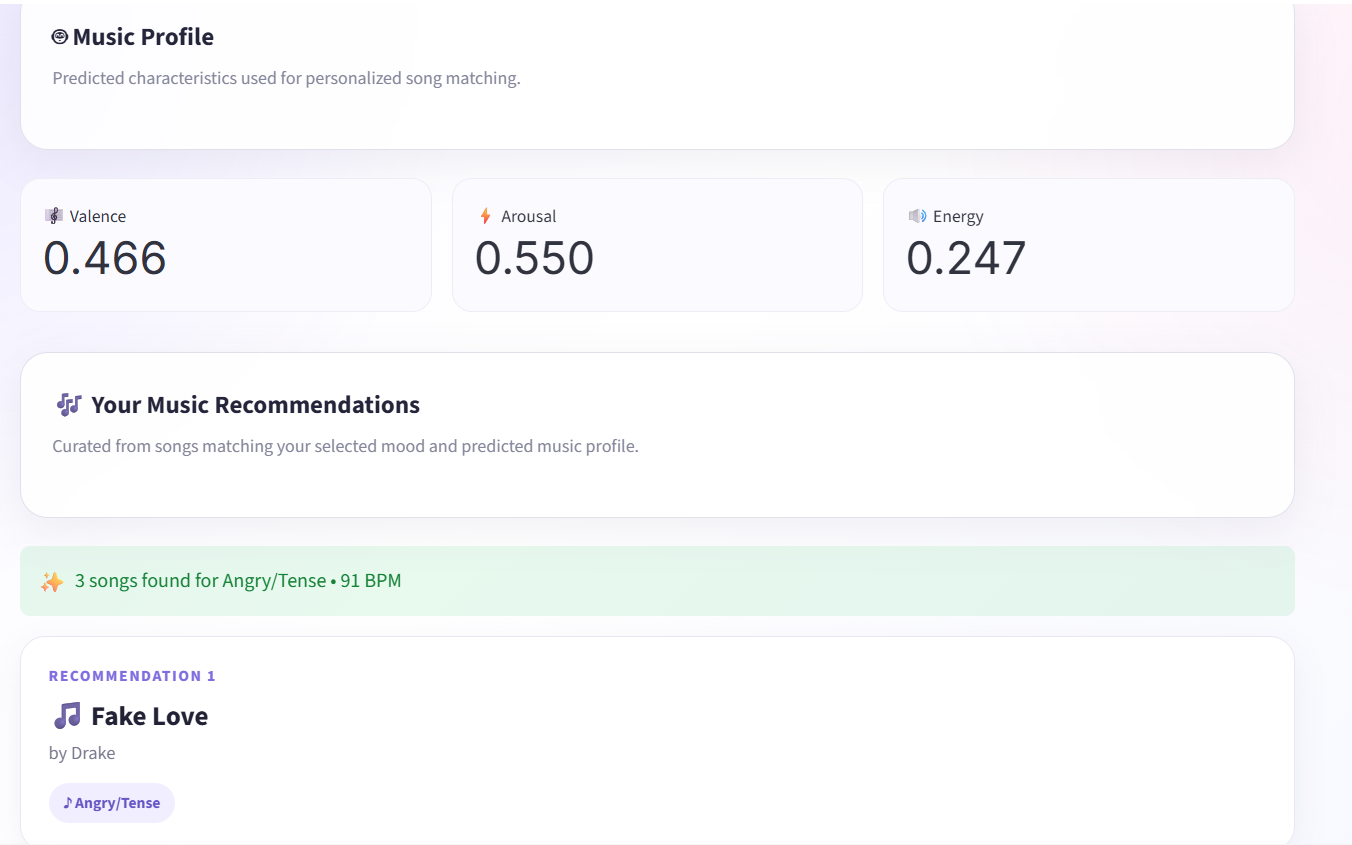 Music Profile
Predicted characteristics used for personalized song matching.
Valence
0.466
Arousal
0.550
Energy
0.247
Your Music Recommendations
Curated from songs matching your selected mood and predicted music profile.
3 songs found for Angry/Tense • 91 BPM
RECOMMENDATION 1
Fake Love
by Drake
♪ Angry/Tense